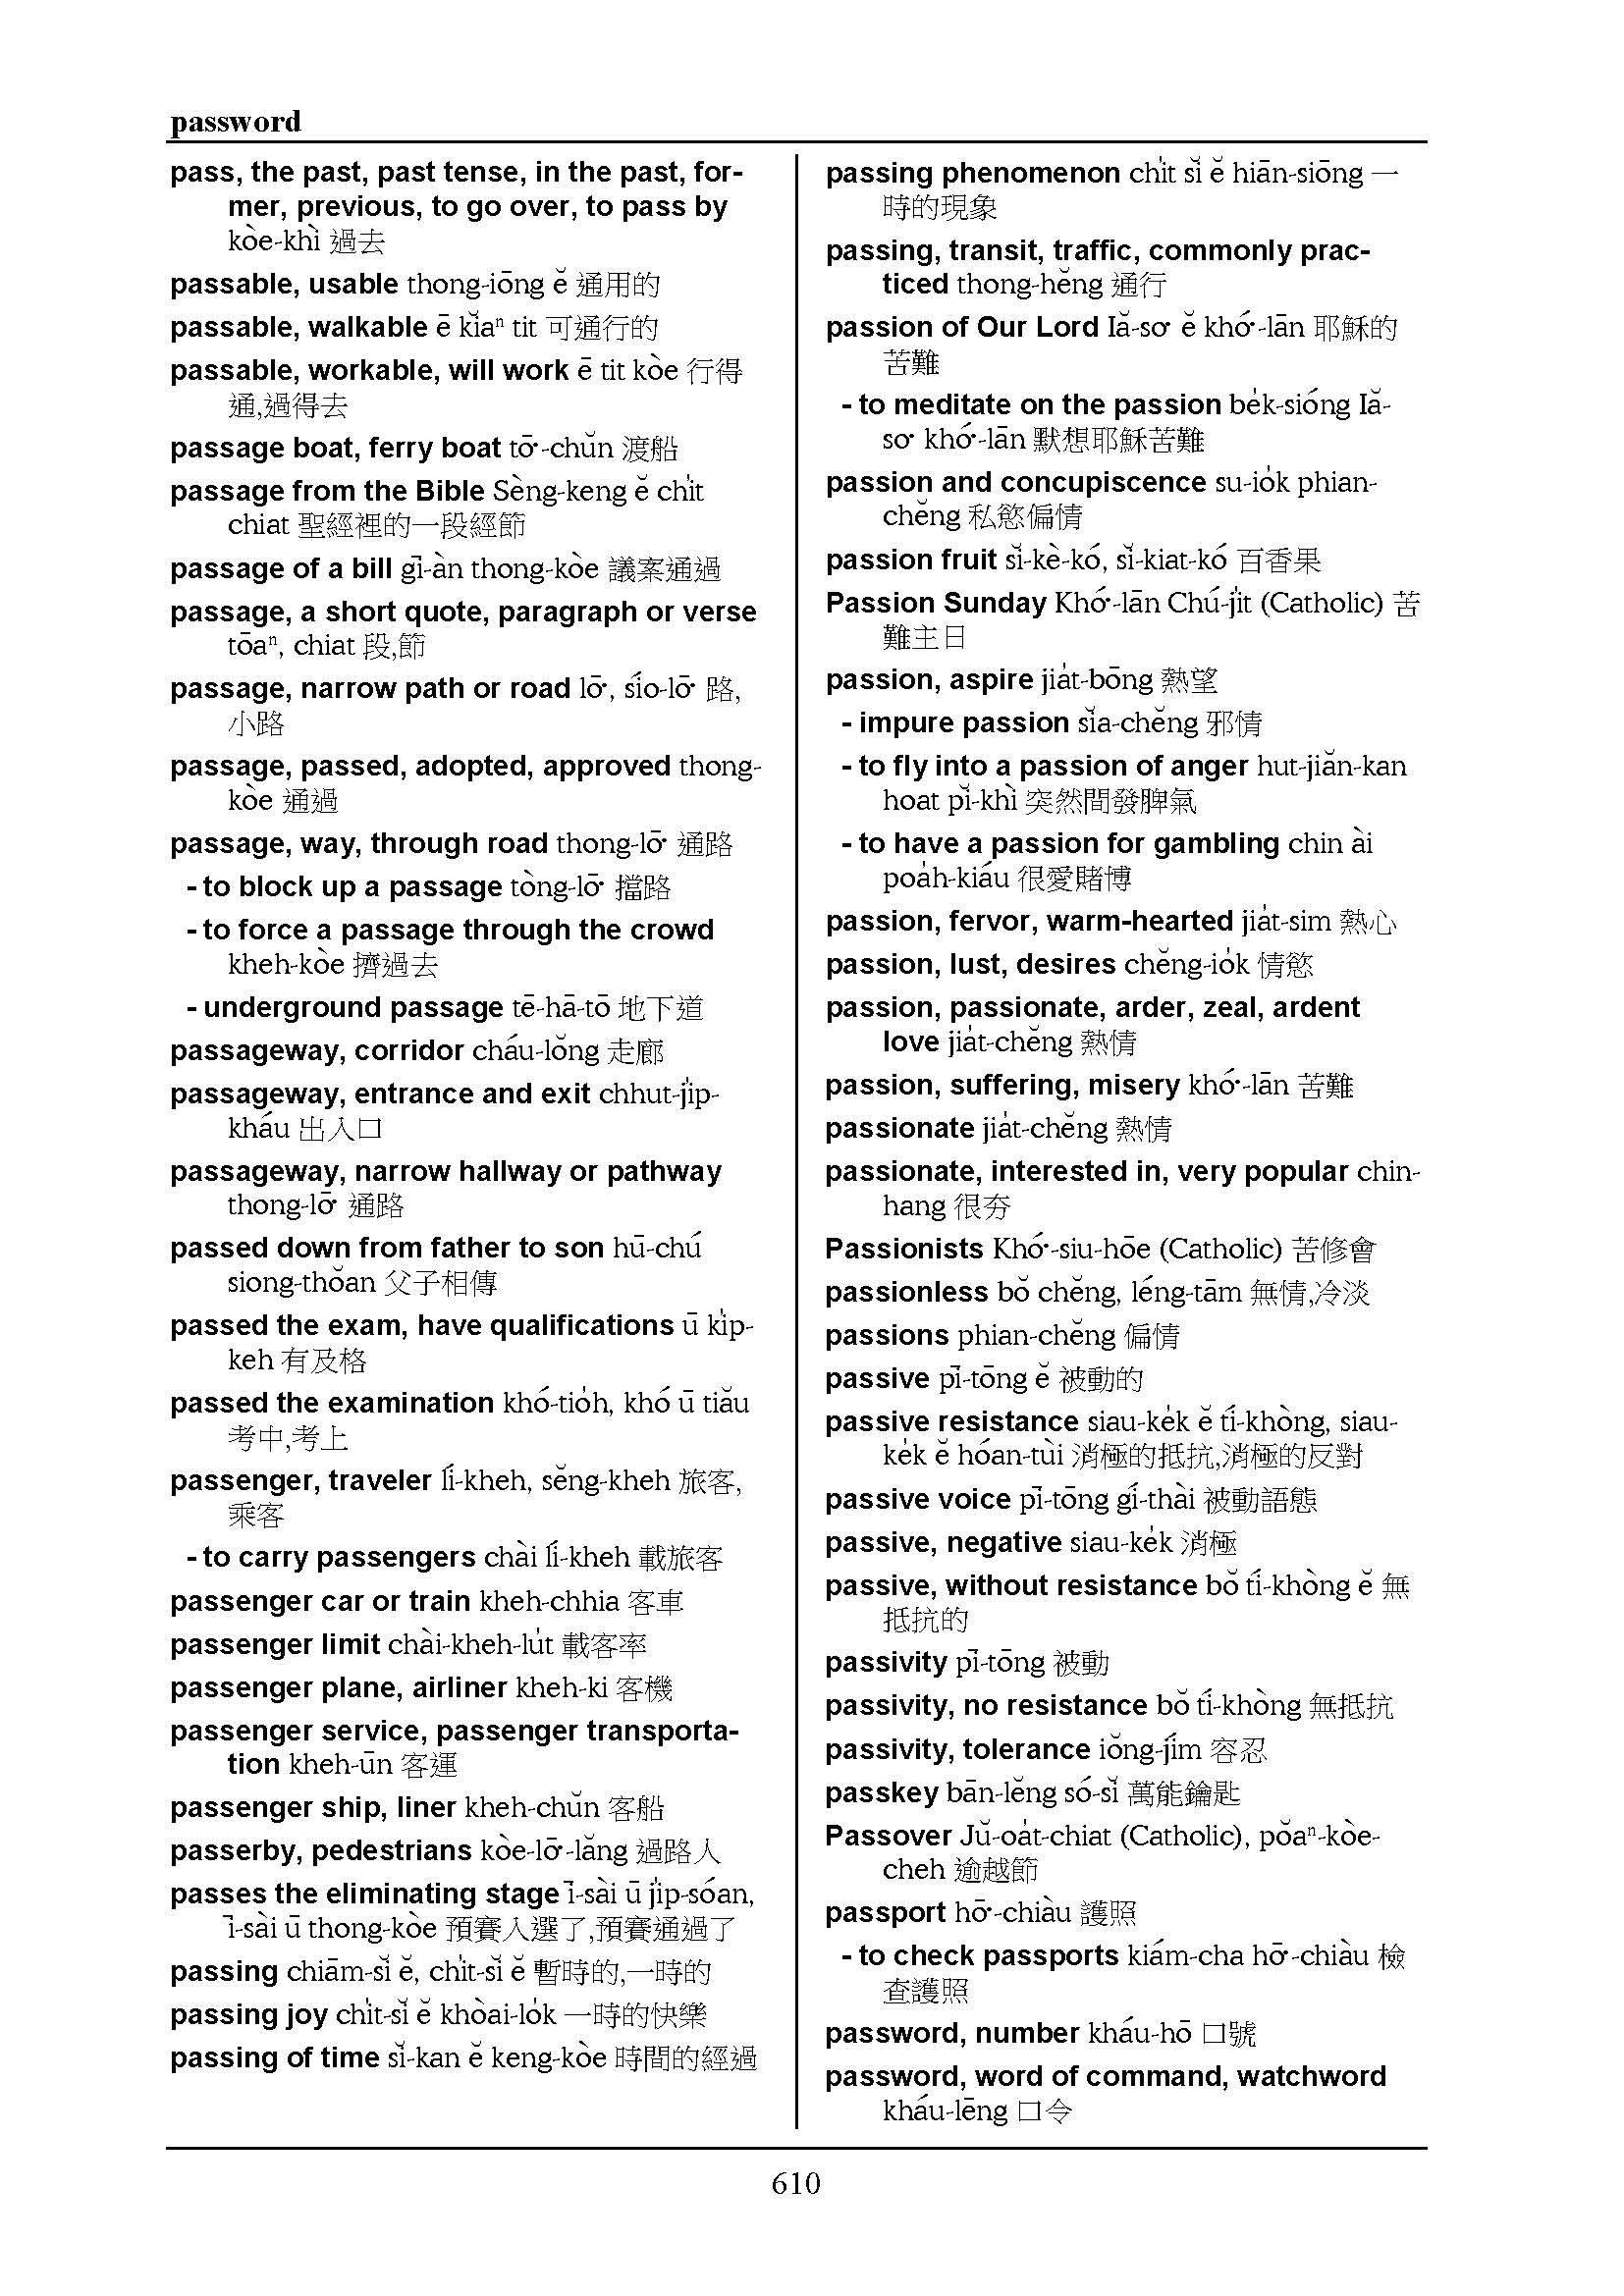 password
pass, the past, past tense, in the past, for-
mer, previous, to go over, to pass by
kòe-khì 過去
passable, usable thong-iōng ĕ 通用的
passable, walkable ē kĭaⁿ tit 可通行的
passable, workable, will work ē tit kòe 行得
通,過得去
passage boat, ferry boat tō͘-chŭn 渡船
passage from the Bible Sèng-keng ĕ chi̍t
chiat 聖經裡的一段經節
passage of a bill gī-àn thong-kòe 議案通過
passage, a short quote, paragraph or verse
tōaⁿ, chiat 段,節
passage, narrow path or road lō͘, sío-lō͘ 路,
小路
passage, passed, adopted, approved thong-
kòe 通過
passage, way, through road thong-lō͘ 通路
- to block up a passage tòng-lō͘ 擋路
- to force a passage through the crowd
kheh-kòe 擠過去
- underground passage tē-hā-tō 地下道
passageway, corridor cháu-lŏng 走廊
passageway, entrance and exit chhut-ji̍p-
kháu 出入口
passageway, narrow hallway or pathway
thong-lō͘ 通路
passed down from father to son hū-chú
siong-thŏan 父子相傳
passed the exam, have qualifications ū ki̍p-
keh 有及格
passed the examination khó-tio̍h, khó ū tiău
考中,考上
passenger, traveler lí-kheh, sĕng-kheh 旅客,
乘客
- to carry passengers chài lí-kheh 載旅客
passenger car or train kheh-chhia 客車
passenger limit chài-kheh-lu̍t 載客率
passenger plane, airliner kheh-ki 客機
passenger service, passenger transporta-
tion kheh-ūn 客運
passenger ship, liner kheh-chŭn 客船
passerby, pedestrians kòe-lō͘-lăng 過路人
passes the eliminating stage ī-sài ū ji̍p-sóan,
ī-sài ū thong-kòe 預賽入選了,預賽通過了
passing chiām-sĭ ĕ, chi̍t-sĭ ĕ 暫時的,一時的
passing joy chi̍t-sĭ ĕ khòai-lo̍k 一時的快樂
passing of time sĭ-kan ĕ keng-kòe 時間的經過
passing phenomenon chi̍t sĭ ĕ hiān-siōng 一
時的現象
passing, transit, traffic, commonly prac-
ticed thong-hĕng 通行
passion of Our Lord Iă-so͘ ĕ khó͘-lān 耶穌的
苦難
- to meditate on the passion be̍k-sióng Iă-
so͘ khó͘-lān 默想耶穌苦難
passion and concupiscence su-io̍k phian-
chĕng 私慾偏情
passion fruit sĭ-kè-kó, sĭ-kiat-kó 百香果
Passion Sunday Khó͘-lān Chú-ji̍t (Catholic) 苦
難主日
passion, aspire jia̍t-bōng 熱望
- impure passion sĭa-chĕng 邪情
- to fly into a passion of anger hut-jiăn-kan
hoat pĭ-khì 突然間發脾氣
- to have a passion for gambling chin ài
poa̍h-kiáu 很愛賭博
passion, fervor, warm-hearted jia̍t-sim 熱心
passion, lust, desires chĕng-io̍k 情慾
passion, passionate, arder, zeal, ardent
love jia̍t-chĕng 熱情
passion, suffering, misery khó͘-lān 苦難
passionate jia̍t-chĕng 熱情
passionate, interested in, very popular chin-
hang 很夯
Passionists Khó͘-siu-hōe (Catholic) 苦修會
passionless bŏ chĕng, léng-tām 無情,冷淡
passions phian-chĕng 偏情
passive pī-tōng ĕ 被動的
passive resistance siau-ke̍k ĕ tí-khòng, siau-
ke̍k ĕ hóan-tùi 消極的抵抗,消極的反對
passive voice pī-tōng gí-thài 被動語態
passive, negative siau-ke̍k 消極
passive, without resistance bŏ tí-khòng ĕ 無
抵抗的
passivity pī-tōng 被動
passivity, no resistance bŏ tí-khòng 無抵抗
passivity, tolerance iŏng-jím 容忍
passkey bān-lĕng só-sĭ 萬能鑰匙
Passover Jŭ-oa̍t-chiat (Catholic), pŏaⁿ-kòe-
cheh 逾越節
passport hō͘-chiàu 護照
- to check passports kiám-cha hō͘-chiàu 檢
查護照
password, number kháu-hō 口號
password, word of command, watchword
kháu-lēng 口令
610